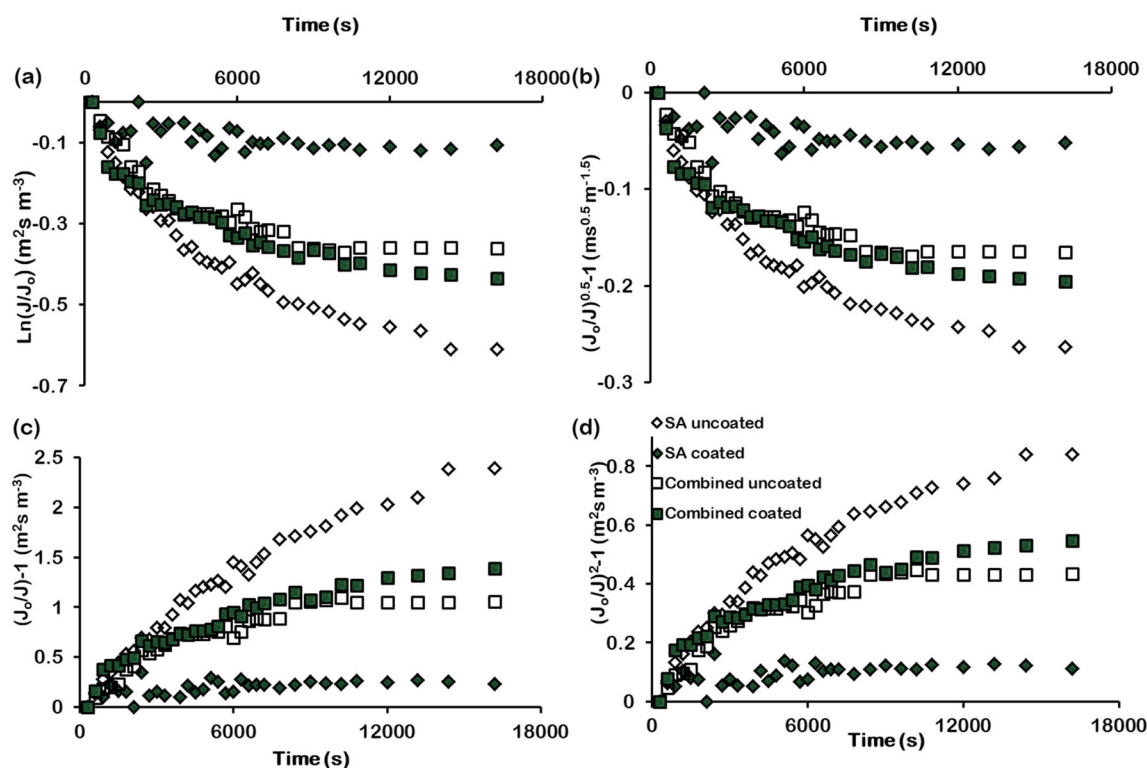 Time (s)
Time (s)
(a)
0
6000
12000
18000
-0.1
-0.3
-0.5
-0.7
Ln(J/Jₒ) (m²s m⁻³)
(b)
0
6000
12000
18000
0
-0.1
-0.2
-0.3
(Jₒ/J)⁰·⁵-1 (ms⁰·⁵ m⁻¹·⁵)
(c)
2.5
2
1.5
1
0.5
0
(Jₒ/J)-1 (m²s m⁻³)
0
6000
12000
18000
Time (s)
(d)
SA uncoated
SA coated
Combined uncoated
Combined coated
0.8
0.6
0.4
0.2
0
(Jₒ/J)²-1 (m²s m⁻³)
0
6000
12000
18000
Time (s)